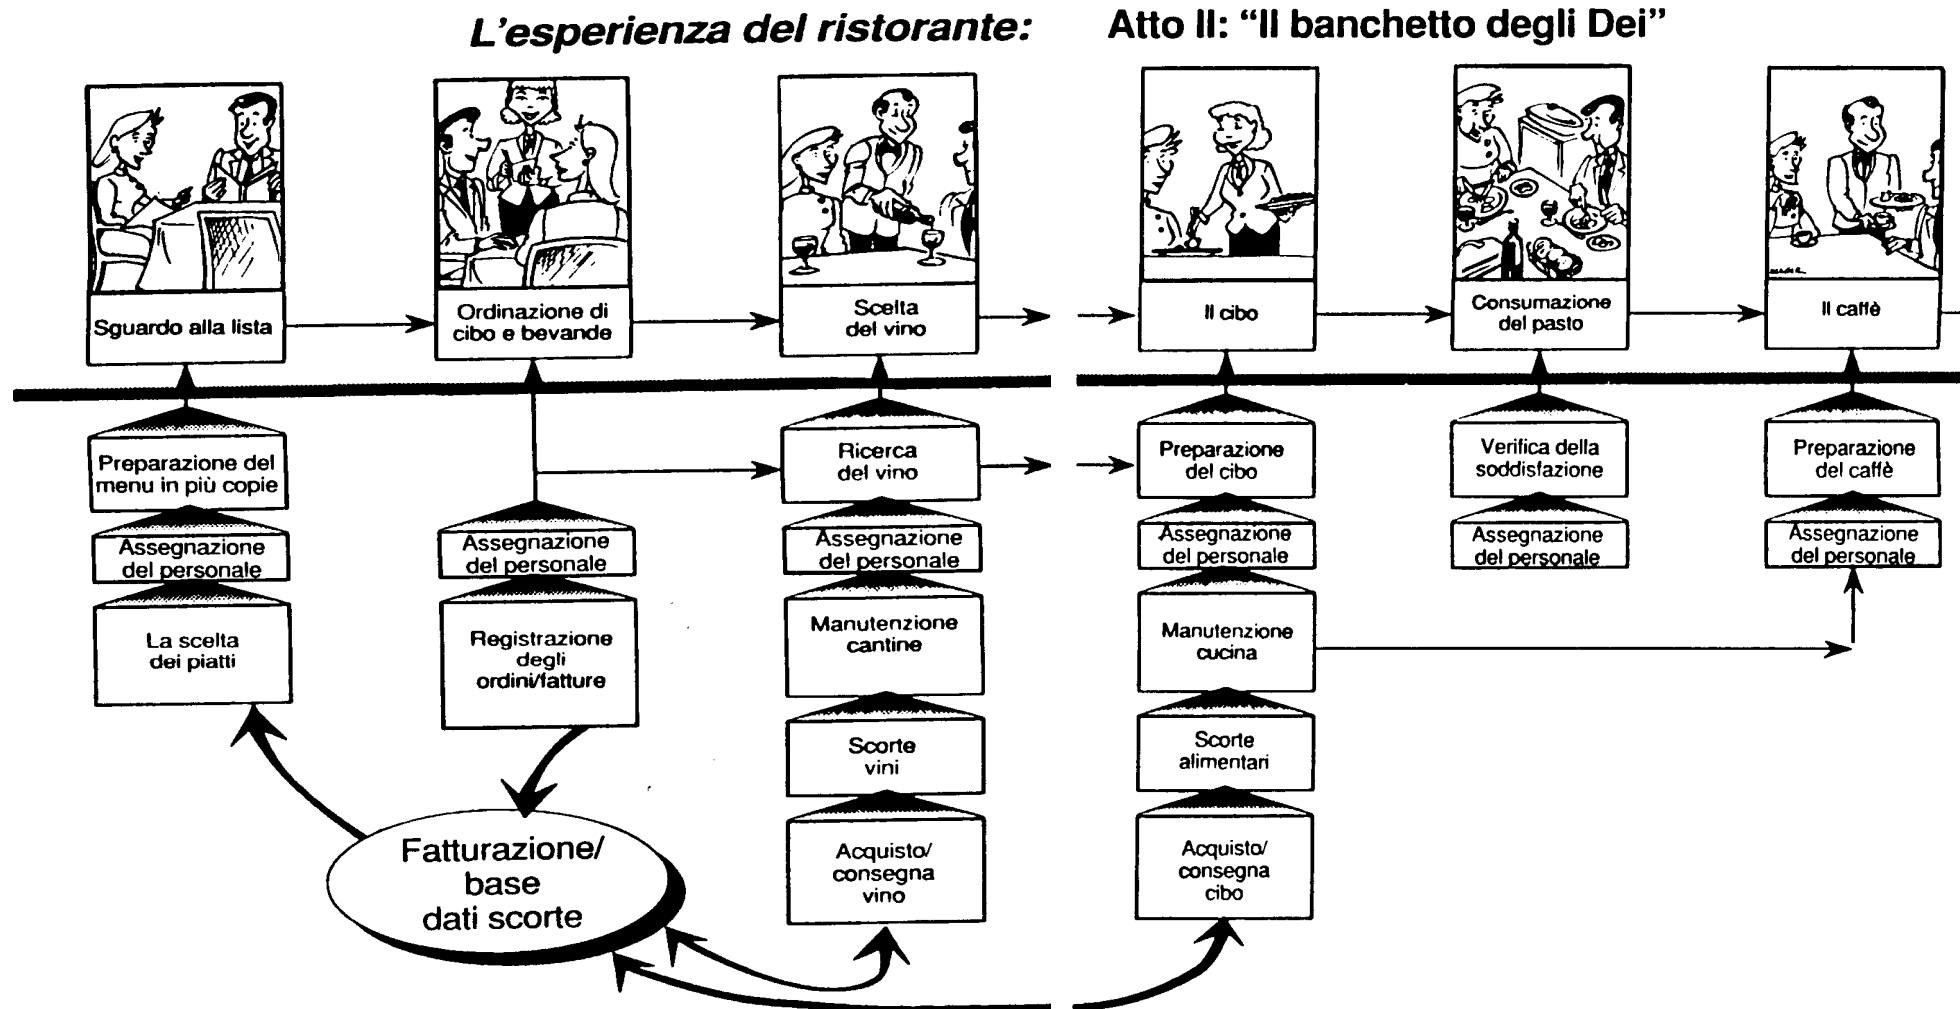 L'esperienza del ristorante: Atto II: “Il banchetto degli Dei”
Sguardo alla lista
Ordinazione di
cibo e bevande
Scelta
del vino
Il cibo
Consumazione
del pasto
Il caffè
Preparazione del
menu in più copie
Ricerca
del vino
Preparazione
del cibo
Verifica della
soddisfazione
Preparazione
del caffè
Assegnazione
del personale
Assegnazione
del personale
Assegnazione
del personale
Assegnazione
del personale
Assegnazione
del personale
Assegnazione
del personale
La scelta
dei piatti
Registrazione
degli
ordini/fatture
Manutenzione
cantine
Manutenzione
cucina
Scorte
vini
Scorte
alimentari
Fatturazione/
base
dati scorte
Acquisto/
consegna
vino
Acquisto/
consegna
cibo